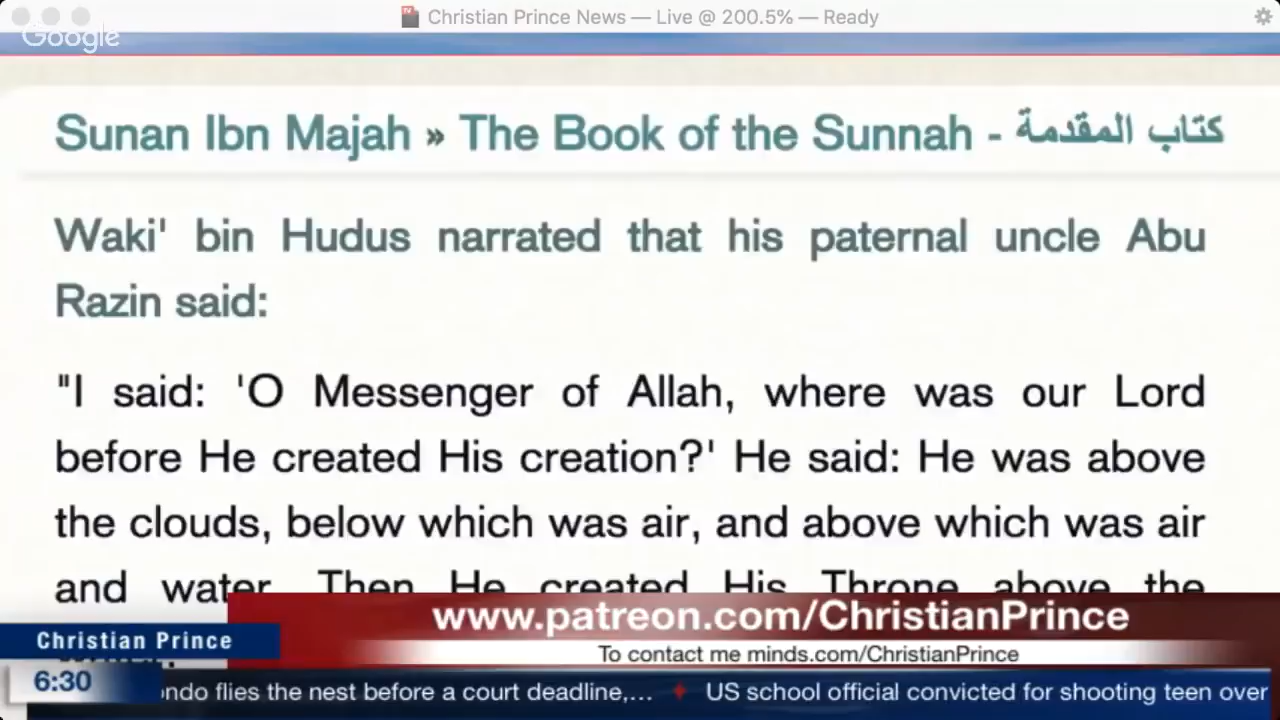 Christian Prince News — Live @ 200.5% — Ready
Google
Sunan Ibn Majah » The Book of the Sunnah - كتاب المقدمة
Waki' bin Hudus narrated that his paternal uncle Abu
Razin said:
"I said: 'O Messenger of Allah, where was our Lord
before He created His creation?' He said: He was above
the clouds, below which was air, and above which was air
and water. Then He created His Throne above the
www.patreon.com/ChristianPrince
Christian Prince
To contact me minds.com/ChristianPrince
6:30
ondo flies the nest before a court deadline,... ♦ US school official convicted for shooting teen over